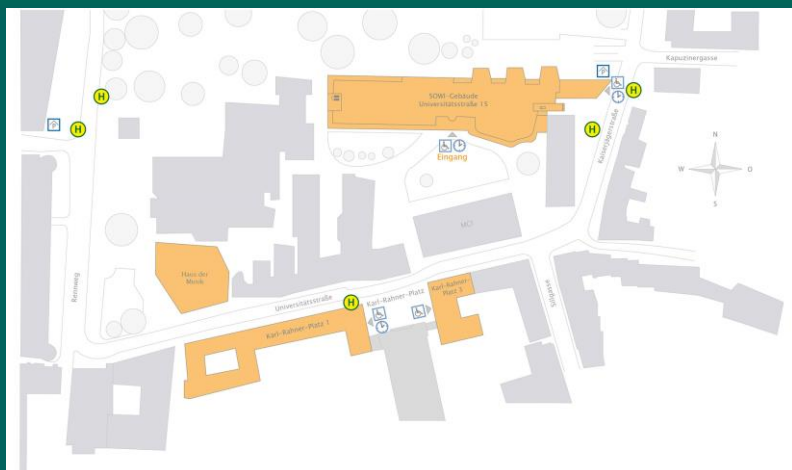 Kapuzinergasse
H
H
SOWI-Gebäude
Universitätsstraße 15
H
H
Kaiserjägerstraße
Eingang
N
W O
S
MCI
Rennweg
Haus der
Musik
Universitätsstraße
H
Karl-Rahner-Platz
Karl-Rahner-
Platz 3
Karl-Rahner-Platz 1
Sillgasse